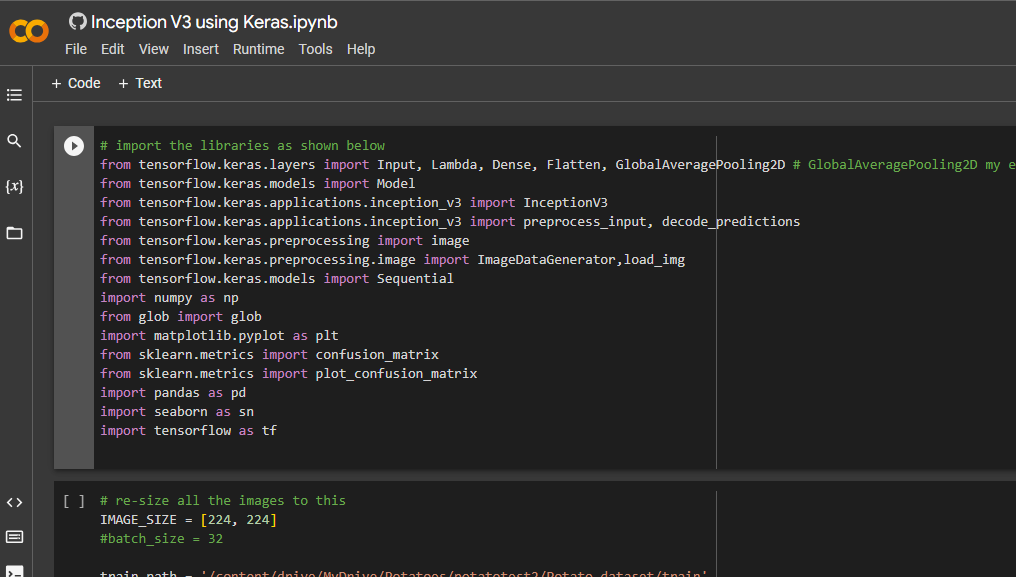 Inception V3 using Keras.ipynb
File Edit View Insert Runtime Tools Help
+ Code + Text
# import the libraries as shown below
from tensorflow.keras.layers import Input, Lambda, Dense, Flatten, GlobalAveragePooling2D # GlobalAveragePooling2D my e
from tensorflow.keras.models import Model
from tensorflow.keras.applications.inception_v3 import InceptionV3
from tensorflow.keras.applications.inception_v3 import preprocess_input, decode_predictions
from tensorflow.keras.preprocessing import image
from tensorflow.keras.preprocessing.image import ImageDataGenerator,load_img
from tensorflow.keras.models import Sequential
import numpy as np
from glob import glob
import matplotlib.pyplot as plt
from sklearn.metrics import confusion_matrix
from sklearn.metrics import plot_confusion_matrix
import pandas as pd
import seaborn as sn
import tensorflow as tf
{x}
[ ] # re-size all the images to this
IMAGE_SIZE = [224, 224]
#batch_size = 32
train_path = '/content/drive/MyDrive/Potatoes/potatotest2/Potato_dataset/train'